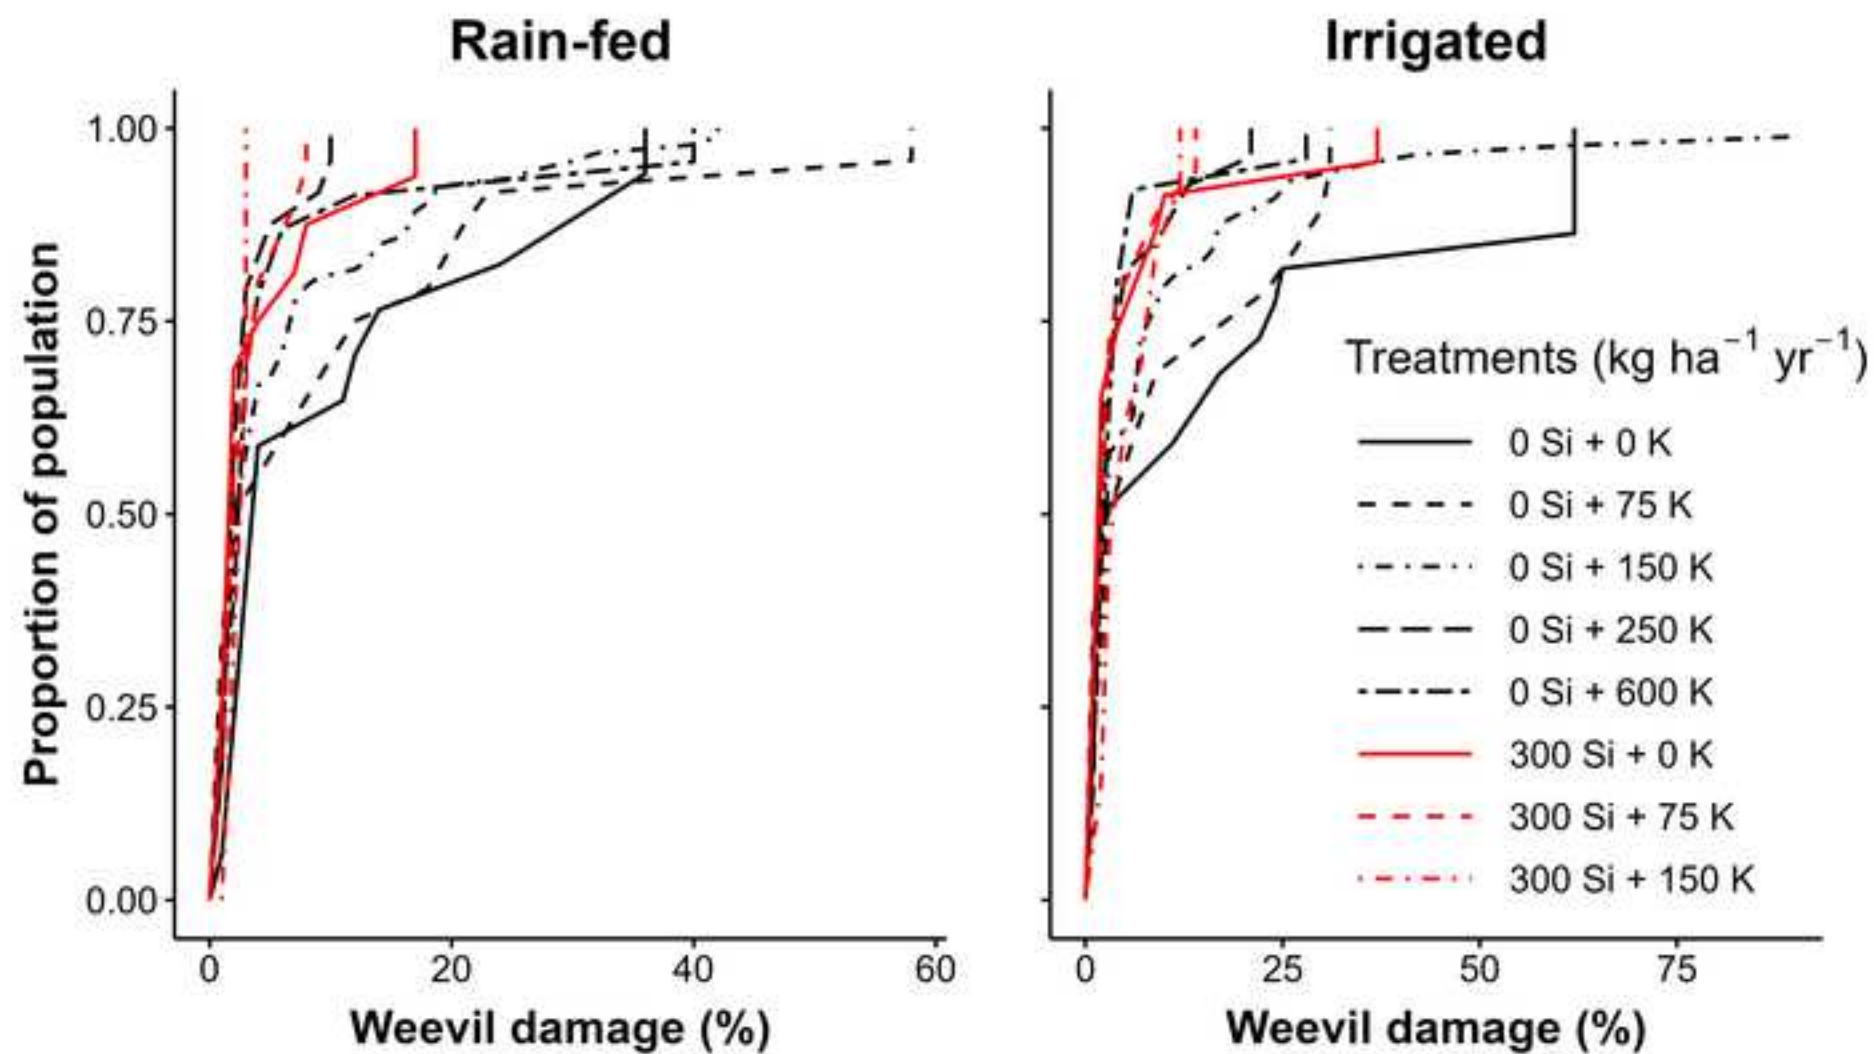 Rain-fed
Irrigated
Proportion of population
1.00
0.75
0.50
0.25
0.00
0 20 40 60
0 25 50 75
Weevil damage (%)
Weevil damage (%)
Treatments (kg ha⁻¹ yr⁻¹)
0 Si + 0 K
0 Si + 75 K
0 Si + 150 K
0 Si + 250 K
0 Si + 600 K
300 Si + 0 K
300 Si + 75 K
300 Si + 150 K